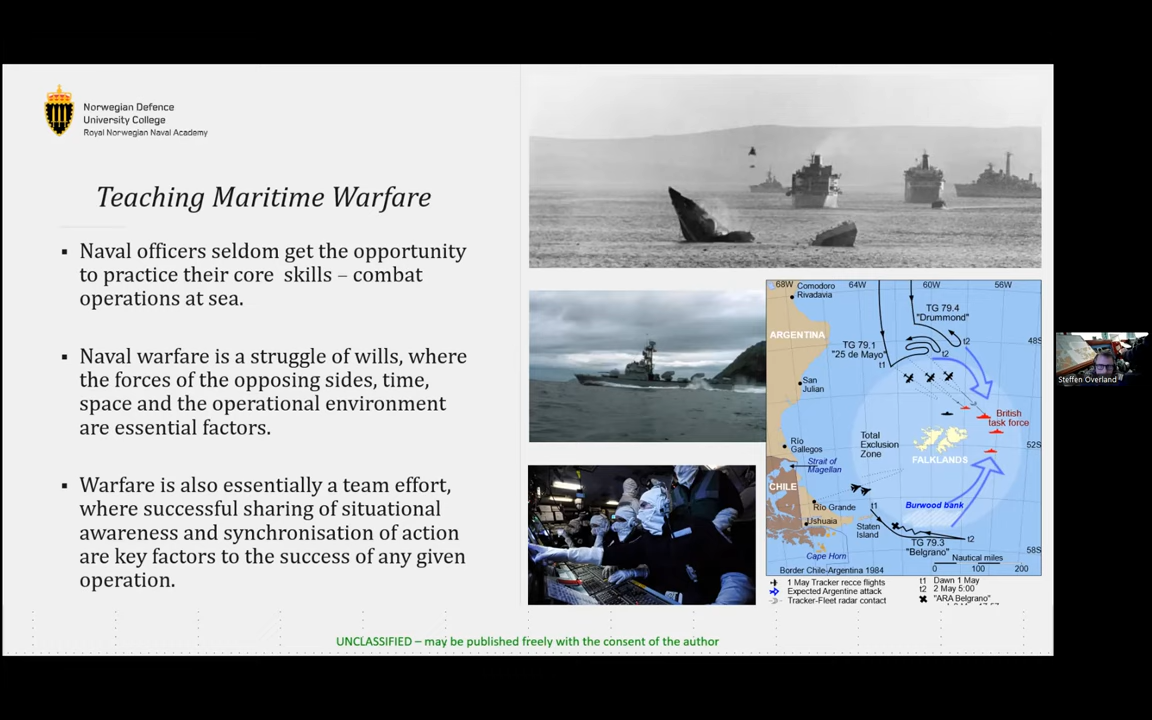 Norwegian Defence
University College
Royal Norwegian Naval Academy
Teaching Maritime Warfare
▪ Naval officers seldom get the opportunity
to practice their core skills – combat
operations at sea.
▪ Naval warfare is a struggle of wills, where
the forces of the opposing sides, time,
space and the operational environment
are essential factors.
▪ Warfare is also essentially a team effort,
where successful sharing of situational
awareness and synchronisation of action
are key factors to the success of any given
operation.
68W
Comodoro
Rivadavia
64W
60W
56W
TG 79.4
"Drummond"
t2
48S
ARGENTINA
TG 79.1
"25 de Mayo"
t1
t2
San
Julian
British
task force
Total
Exclusion
Zone
FALKLANDS
52S
Río
Gallegos
Strait of
Magellan
CHILE
Río Grande
t1
Burwood bank
Ushuaia
Staten
Island
t2
TG 79.3
"Belgrano"
58S
Cape Horn
Nautical miles
0 100 200
Border Chile-Argentina 1984
1 May Tracker recce flights
Expected Argentine attack
Tracker-Fleet radar contact
t1 Dawn 1 May
t2 2 May 5:00
"ARA Belgrano"
UNCLASSIFIED – may be published freely with the consent of the author
Steffen Overland